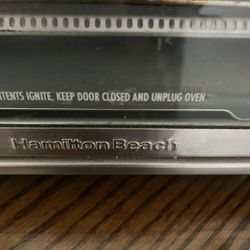 TENTS IGNITE, KEEP DOOR CLOSED AND UNPLUG OVEN
Hamilton Beach